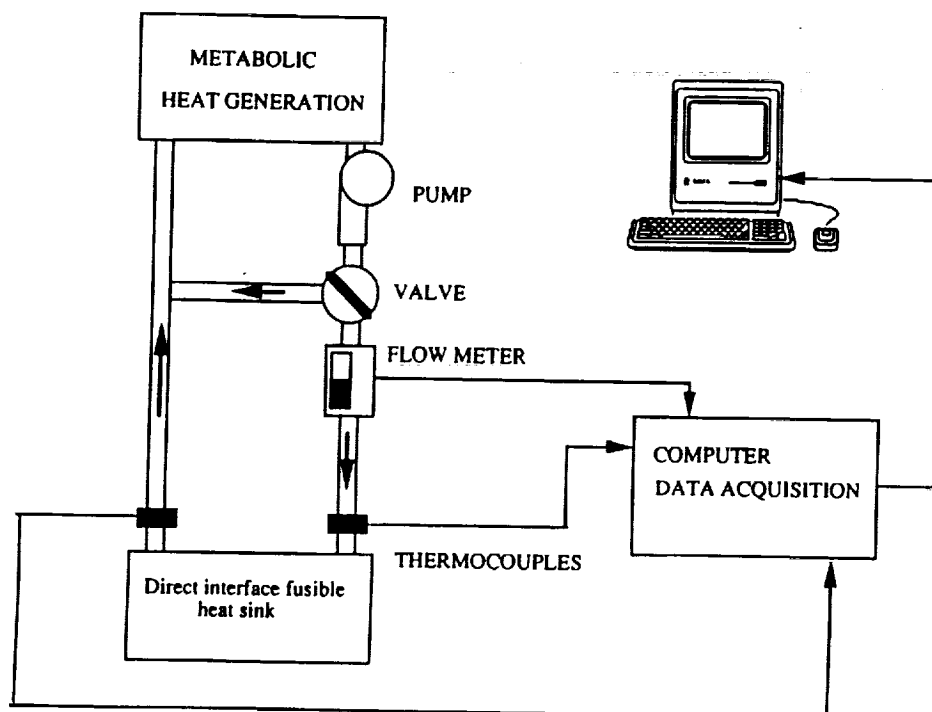 METABOLIC
HEAT GENERATION
PUMP
VALVE
FLOW METER
COMPUTER
DATA ACQUISITION
THERMOCOUPLES
Direct interface fusible
heat sink